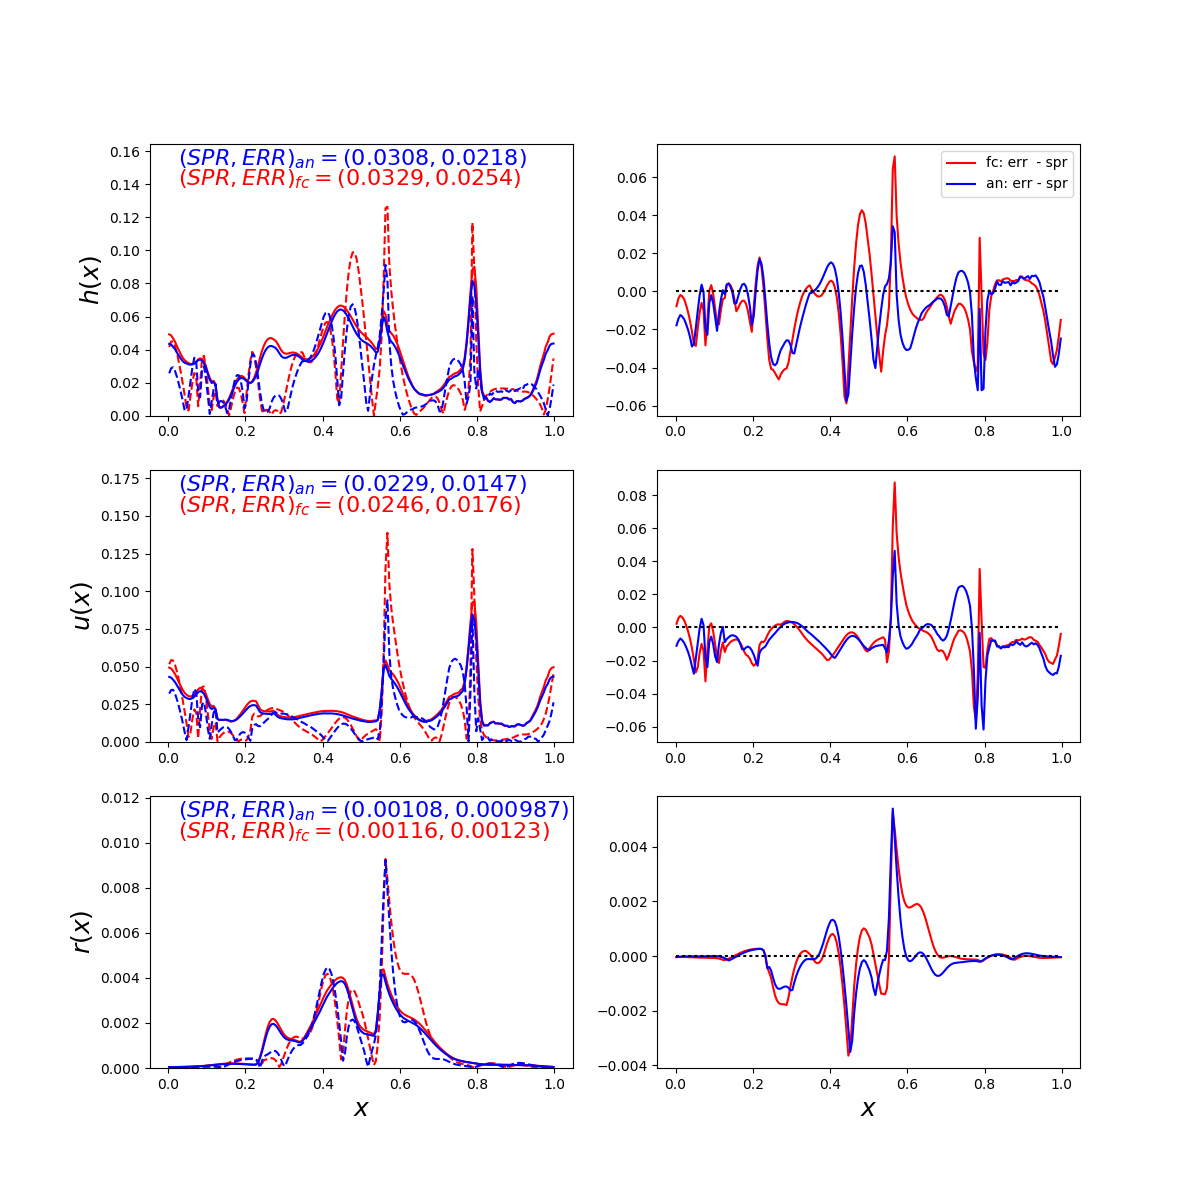 (SPR, ERR)an = (0.0308, 0.0218)
(SPR, ERR)fc = (0.0329, 0.0254)
h(x)
0.16
0.14
0.12
0.10
0.08
0.06
0.04
0.02
0.00
0.0 0.2 0.4 0.6 0.8 1.0
fc: err - spr
an: err - spr
0.06
0.04
0.02
0.00
−0.02
−0.04
−0.06
0.0 0.2 0.4 0.6 0.8 1.0
(SPR, ERR)an = (0.0229, 0.0147)
(SPR, ERR)fc = (0.0246, 0.0176)
u(x)
0.175
0.150
0.125
0.100
0.075
0.050
0.025
0.000
0.0 0.2 0.4 0.6 0.8 1.0
0.08
0.06
0.04
0.02
0.00
−0.02
−0.04
−0.06
0.0 0.2 0.4 0.6 0.8 1.0
(SPR, ERR)an = (0.00108, 0.000987)
(SPR, ERR)fc = (0.00116, 0.00123)
r(x)
0.012
0.010
0.008
0.006
0.004
0.002
0.000
0.0 0.2 0.4 0.6 0.8 1.0
x
0.004
0.002
0.000
−0.002
−0.004
0.0 0.2 0.4 0.6 0.8 1.0
x